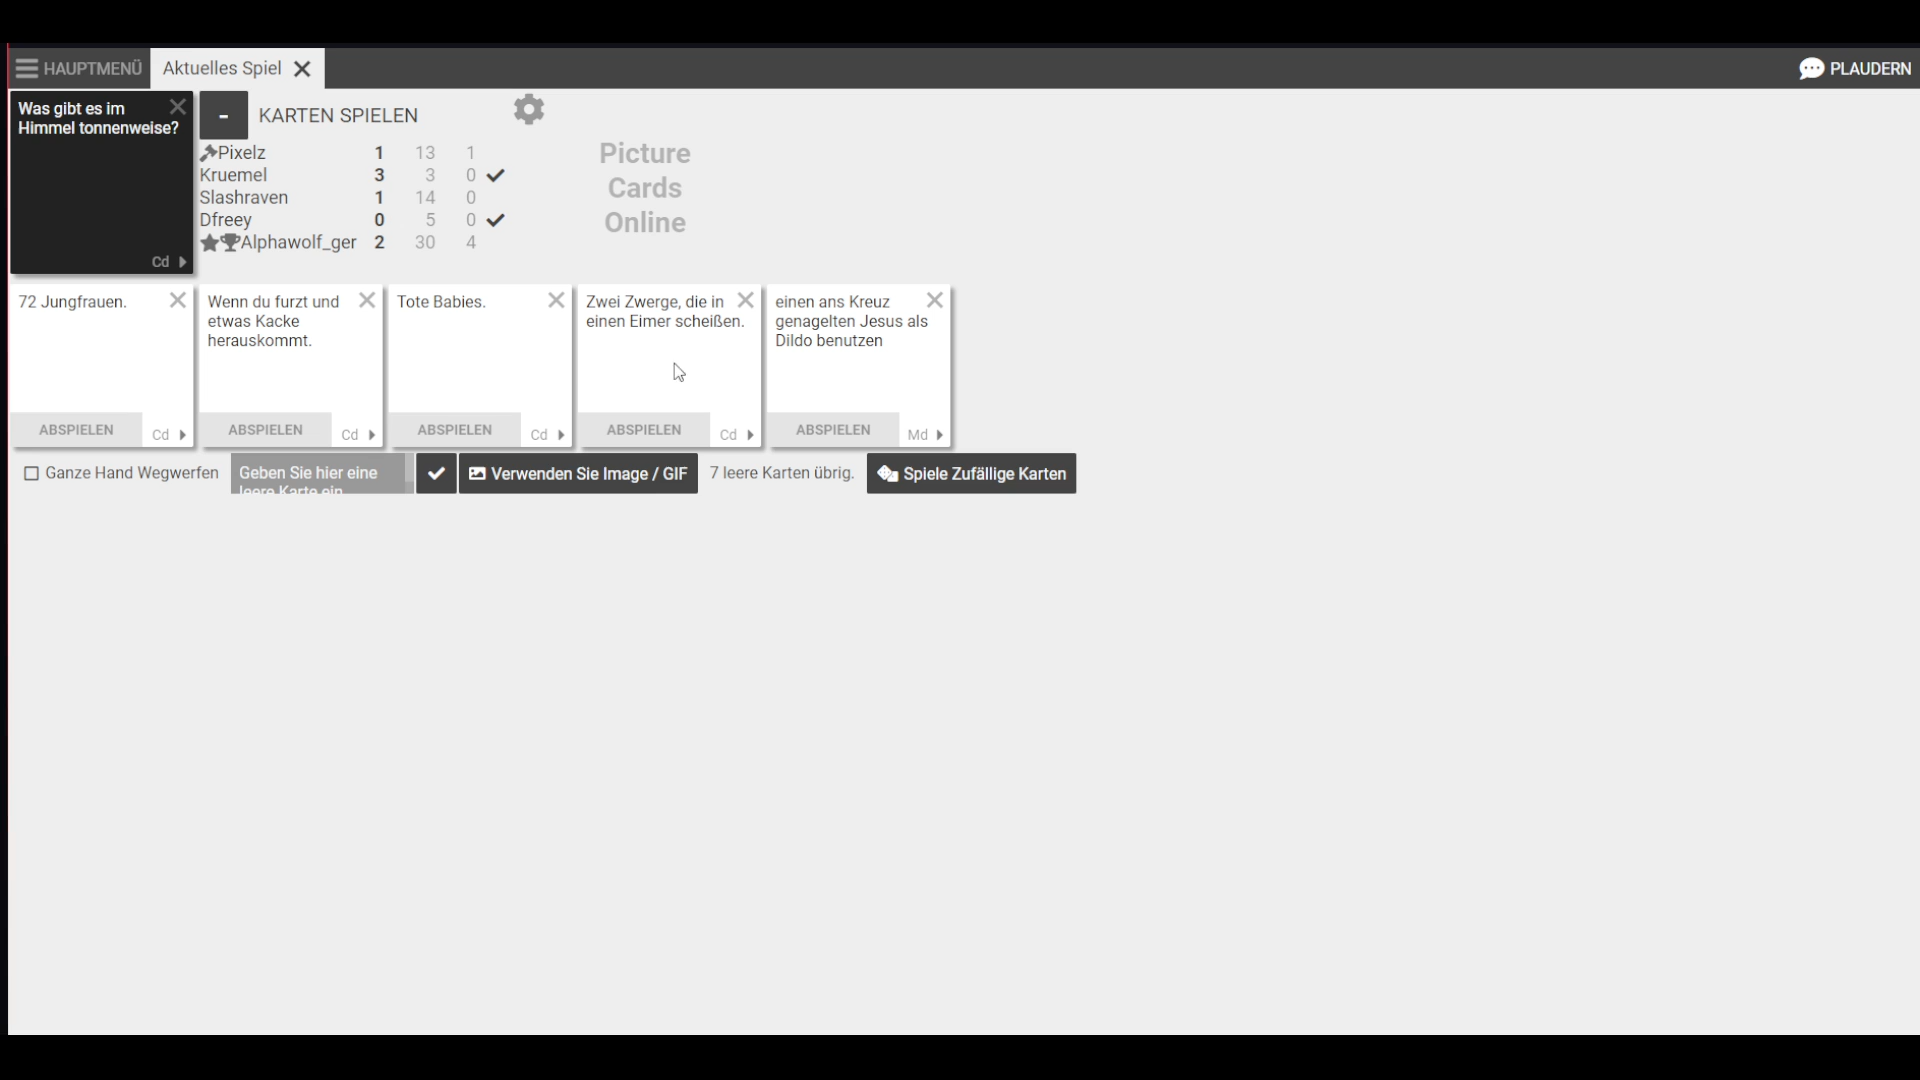 HAUPTMENÜ
Aktuelles Spiel
PLAUDERN
Was gibt es im
Himmel tonnenweise?
Cd
-
KARTEN SPIELEN
Pixelz 1 13 1
Kruemel 3 3 0
Slashraven 1 14 0
Dfreey 0 5 0
Alphawolf_ger 2 30 4
Picture
Cards
Online
72 Jungfrauen.
ABSPIELEN
Cd
Wenn du furzt und
etwas Kacke
herauskommt.
ABSPIELEN
Cd
Tote Babies.
ABSPIELEN
Cd
Zwei Zwerge, die in
einen Eimer scheißen.
ABSPIELEN
Cd
einen ans Kreuz
genagelten Jesus als
Dildo benutzen
ABSPIELEN
Md
Ganze Hand Wegwerfen
Geben Sie hier eine
leere Karte ein
Verwenden Sie Image / GIF
7 leere Karten übrig.
Spiele Zufällige Karten